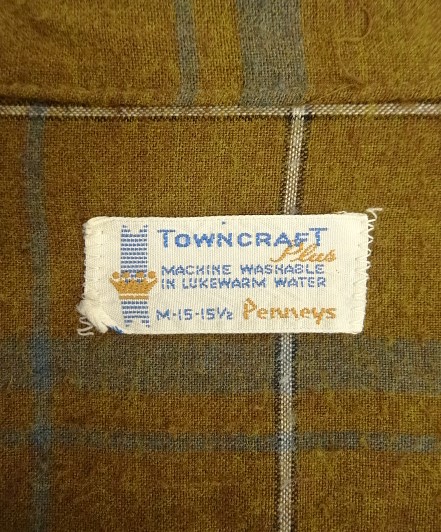 TOWNCRAFT
Plus
MACHINE WASHABLE
IN LUKEWARM WATER
M-15-15½ Penneys